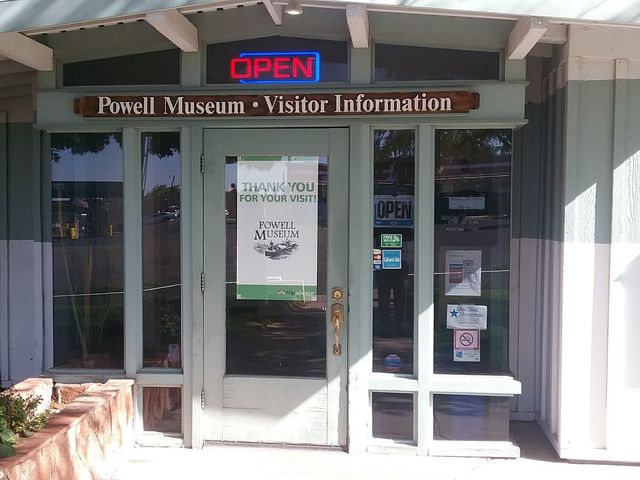 OPEN
Powell Museum • Visitor Information
THANK YOU
FOR YOUR VISIT!
POWELL
MUSEUM
OPEN